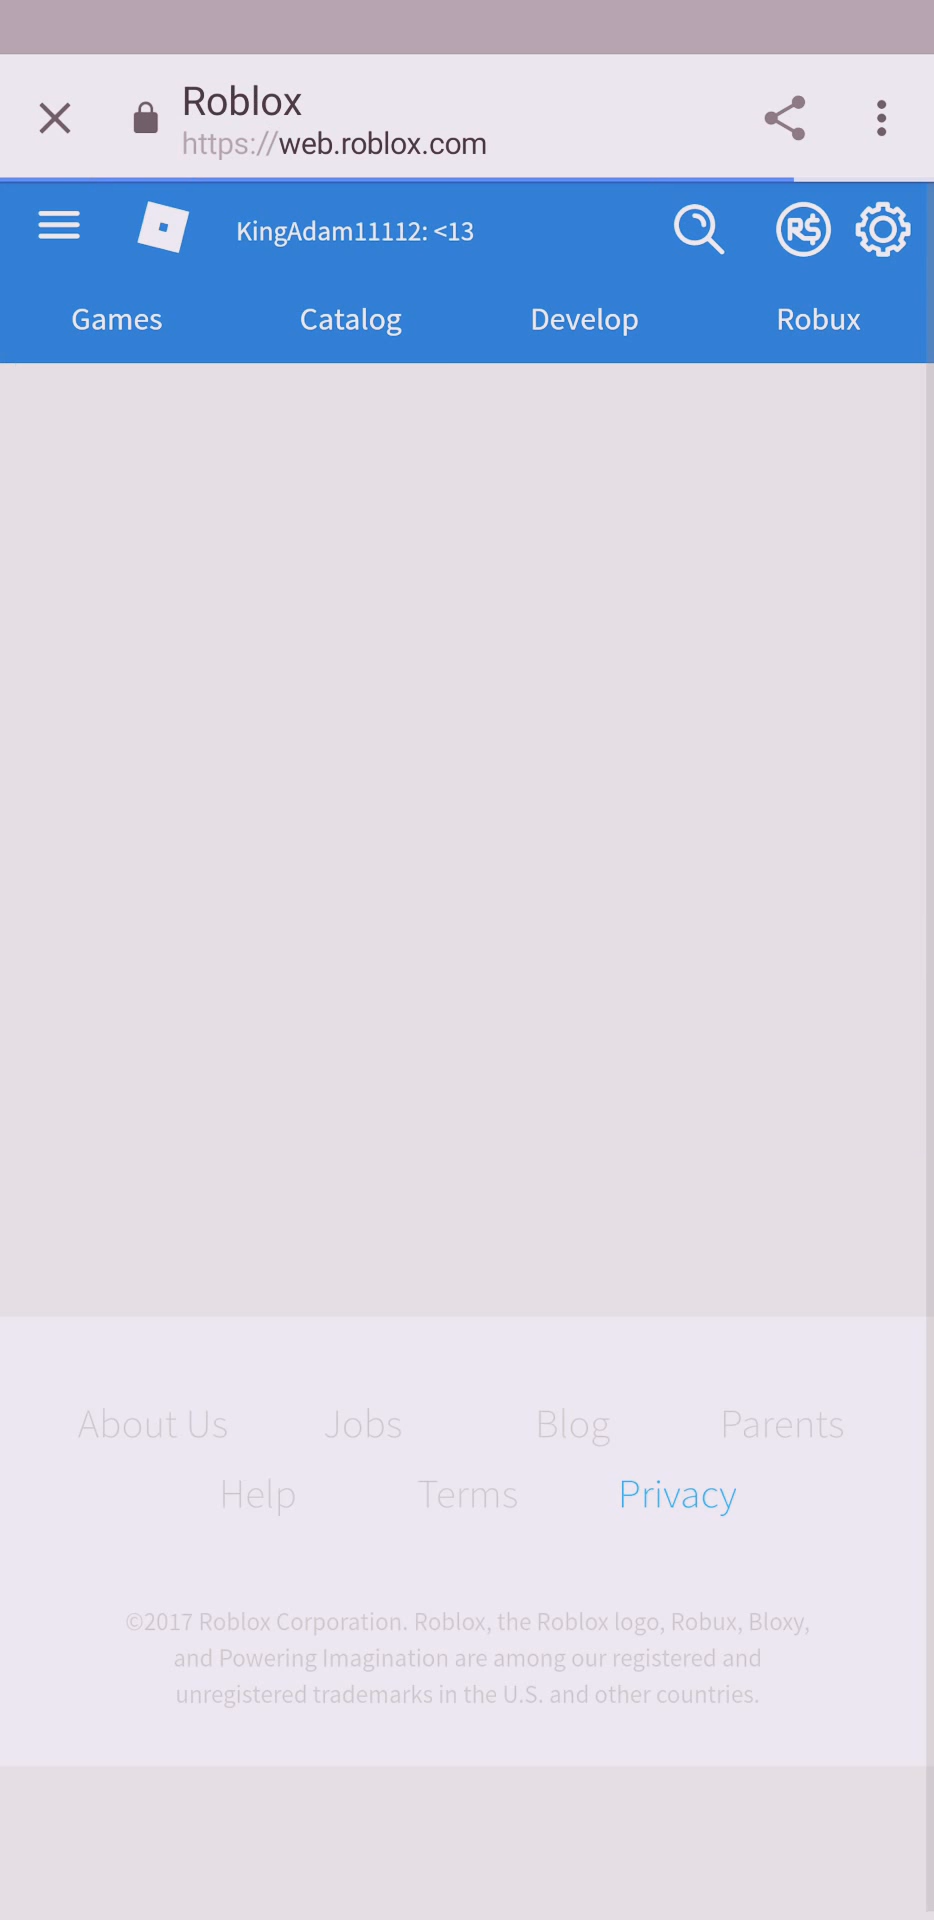 Roblox
https://web.roblox.com
KingAdam11112: <13
R$
Games Catalog Develop Robux
About Us Jobs Blog Parents
Help Terms Privacy
©2017 Roblox Corporation. Roblox, the Roblox logo, Robux, Bloxy,
and Powering Imagination are among our registered and
unregistered trademarks in the U.S. and other countries.